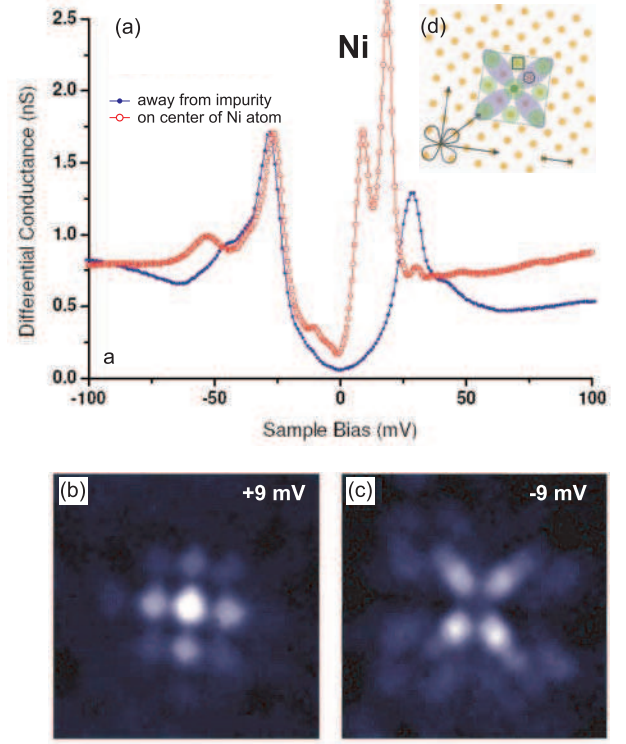 (a)
Ni
(d)
away from impurity
on center of Ni atom
Differential Conductance (nS)
2.5
2.0
1.5
1.0
0.5
0.0
a
-100
-50
0
50
100
Sample Bias (mV)
(b)
+9 mV
(c)
-9 mV